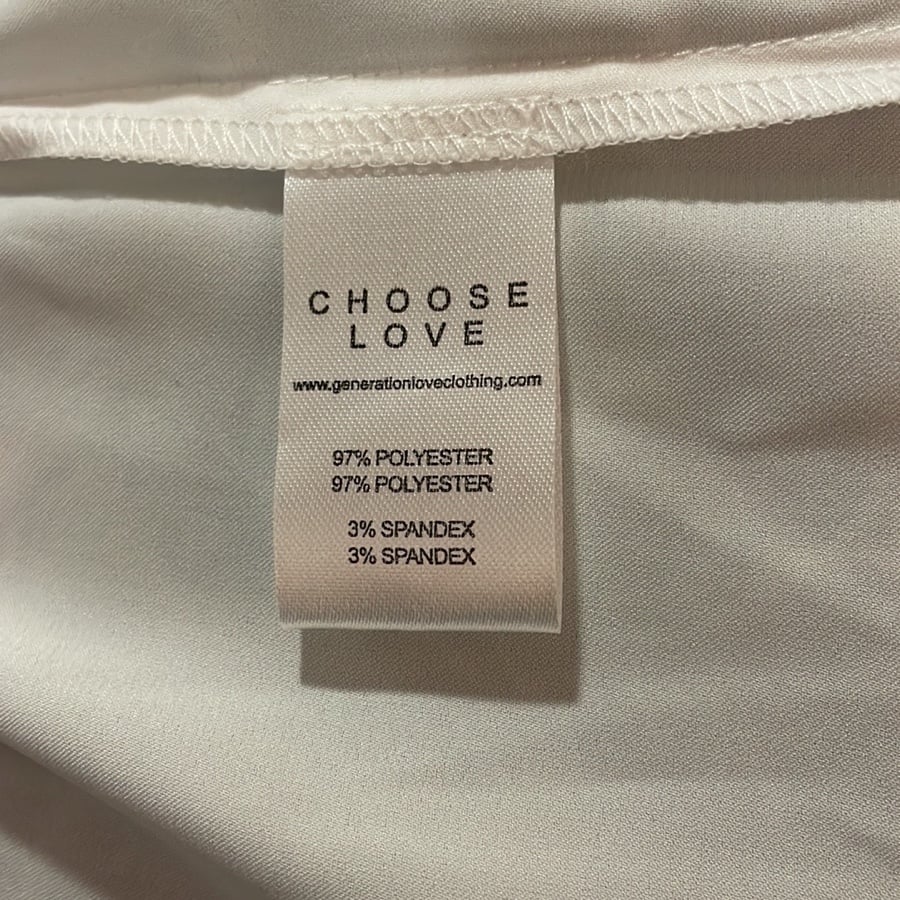 CHOOSE
LOVE
www.generationloveclothing.com
97% POLYESTER
97% POLYESTER
3% SPANDEX
3% SPANDEX